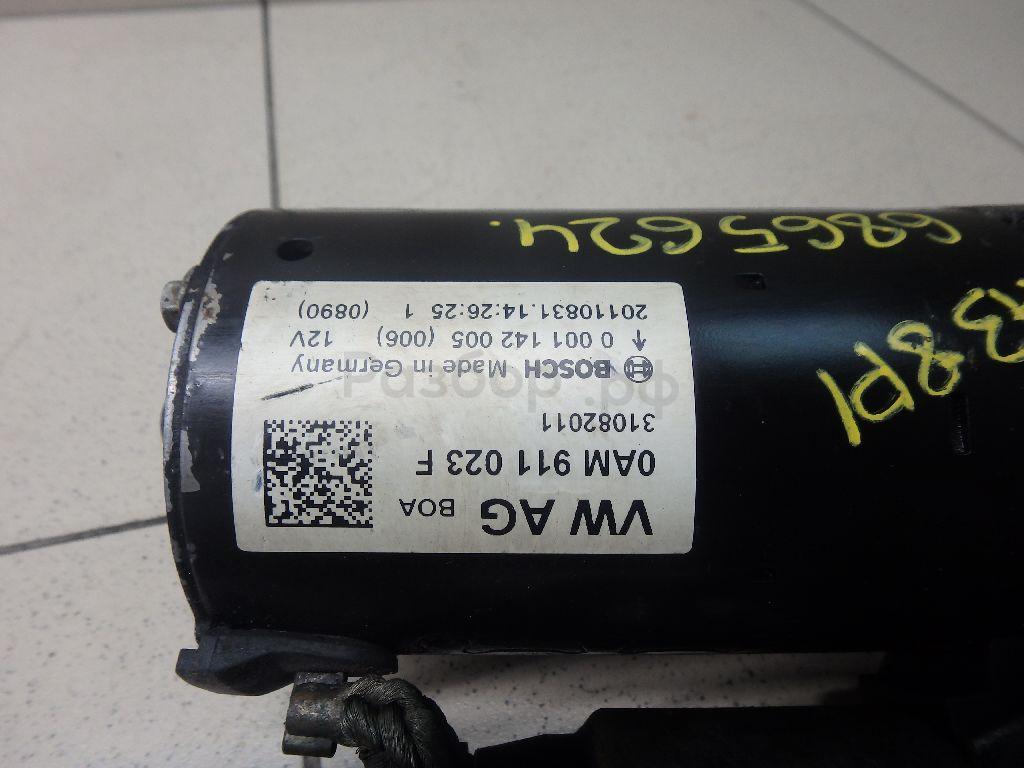 VW AG BOA
0AM 911 023 F
31082011
BOSCH Made in Germany
0 001 142 005 (006) 12V
20110831.14:26:25 1 (0890)
6865624.
8P1
Разбор.рф